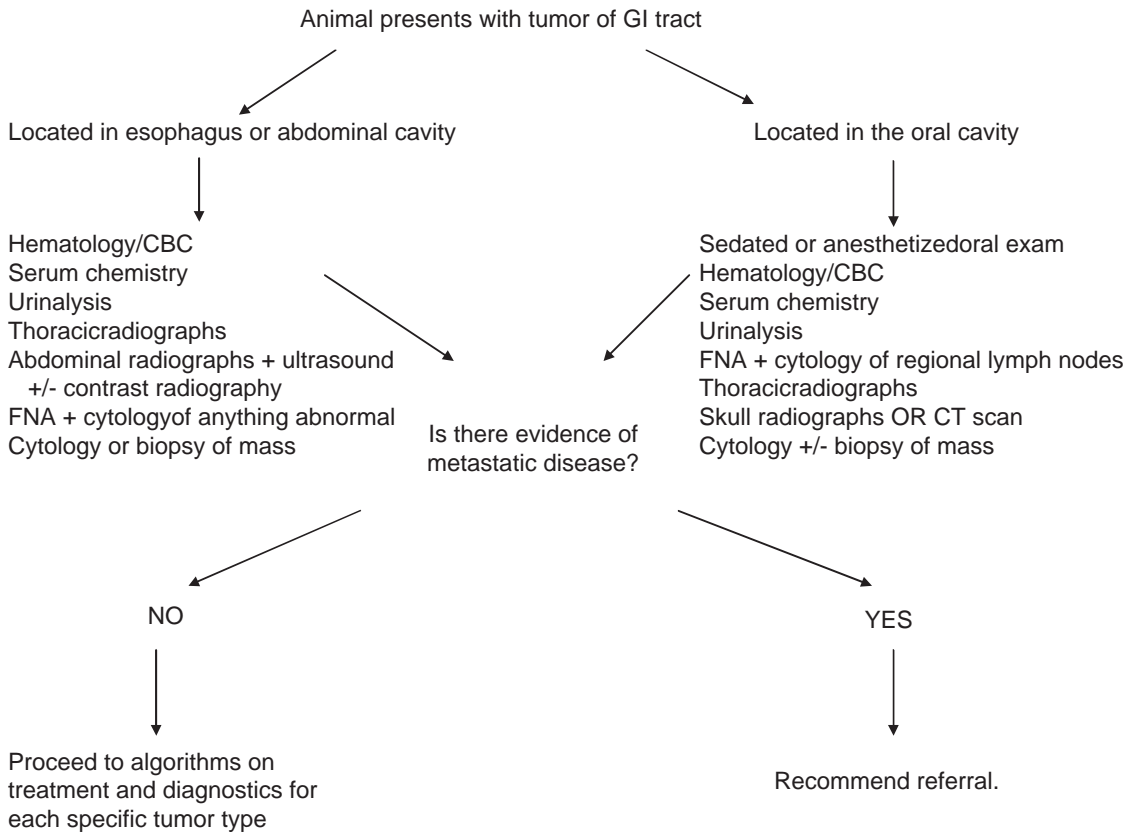 Animal presents with tumor of GI tract
Located in esophagus or abdominal cavity
Located in the oral cavity
Hematology/CBC
Serum chemistry
Urinalysis
Thoracicradiographs
Abdominal radiographs + ultrasound
+/- contrast radiography
FNA + cytologyof anything abnormal
Cytology or biopsy of mass
Sedated or anesthetizedoral exam
Hematology/CBC
Serum chemistry
Urinalysis
FNA + cytology of regional lymph nodes
Thoracicradiographs
Skull radiographs OR CT scan
Cytology +/- biopsy of mass
Is there evidence of
metastatic disease?
NO
YES
Proceed to algorithms on
treatment and diagnostics for
each specific tumor type
Recommend referral.